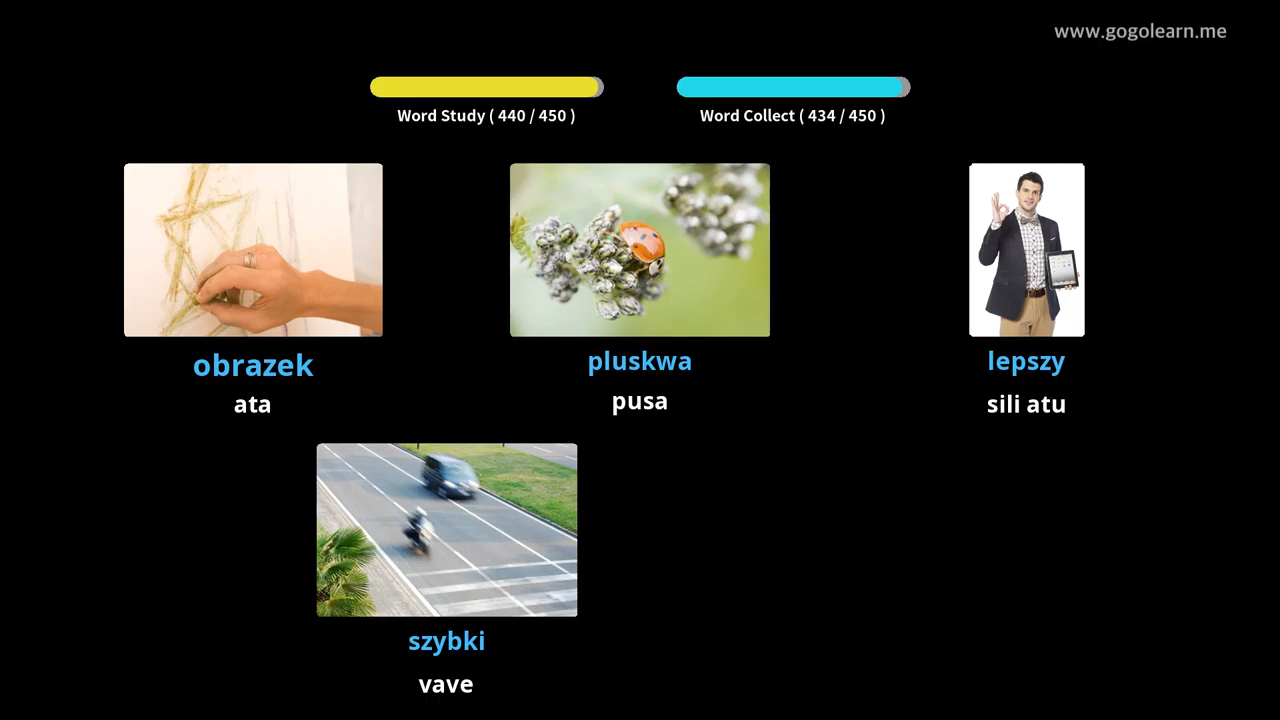 www.gogolearn.me
Word Study ( 440 / 450 )
Word Collect ( 434 / 450 )
obrazek
ata
pluskwa
pusa
lepszy
sili atu
szybki
vave